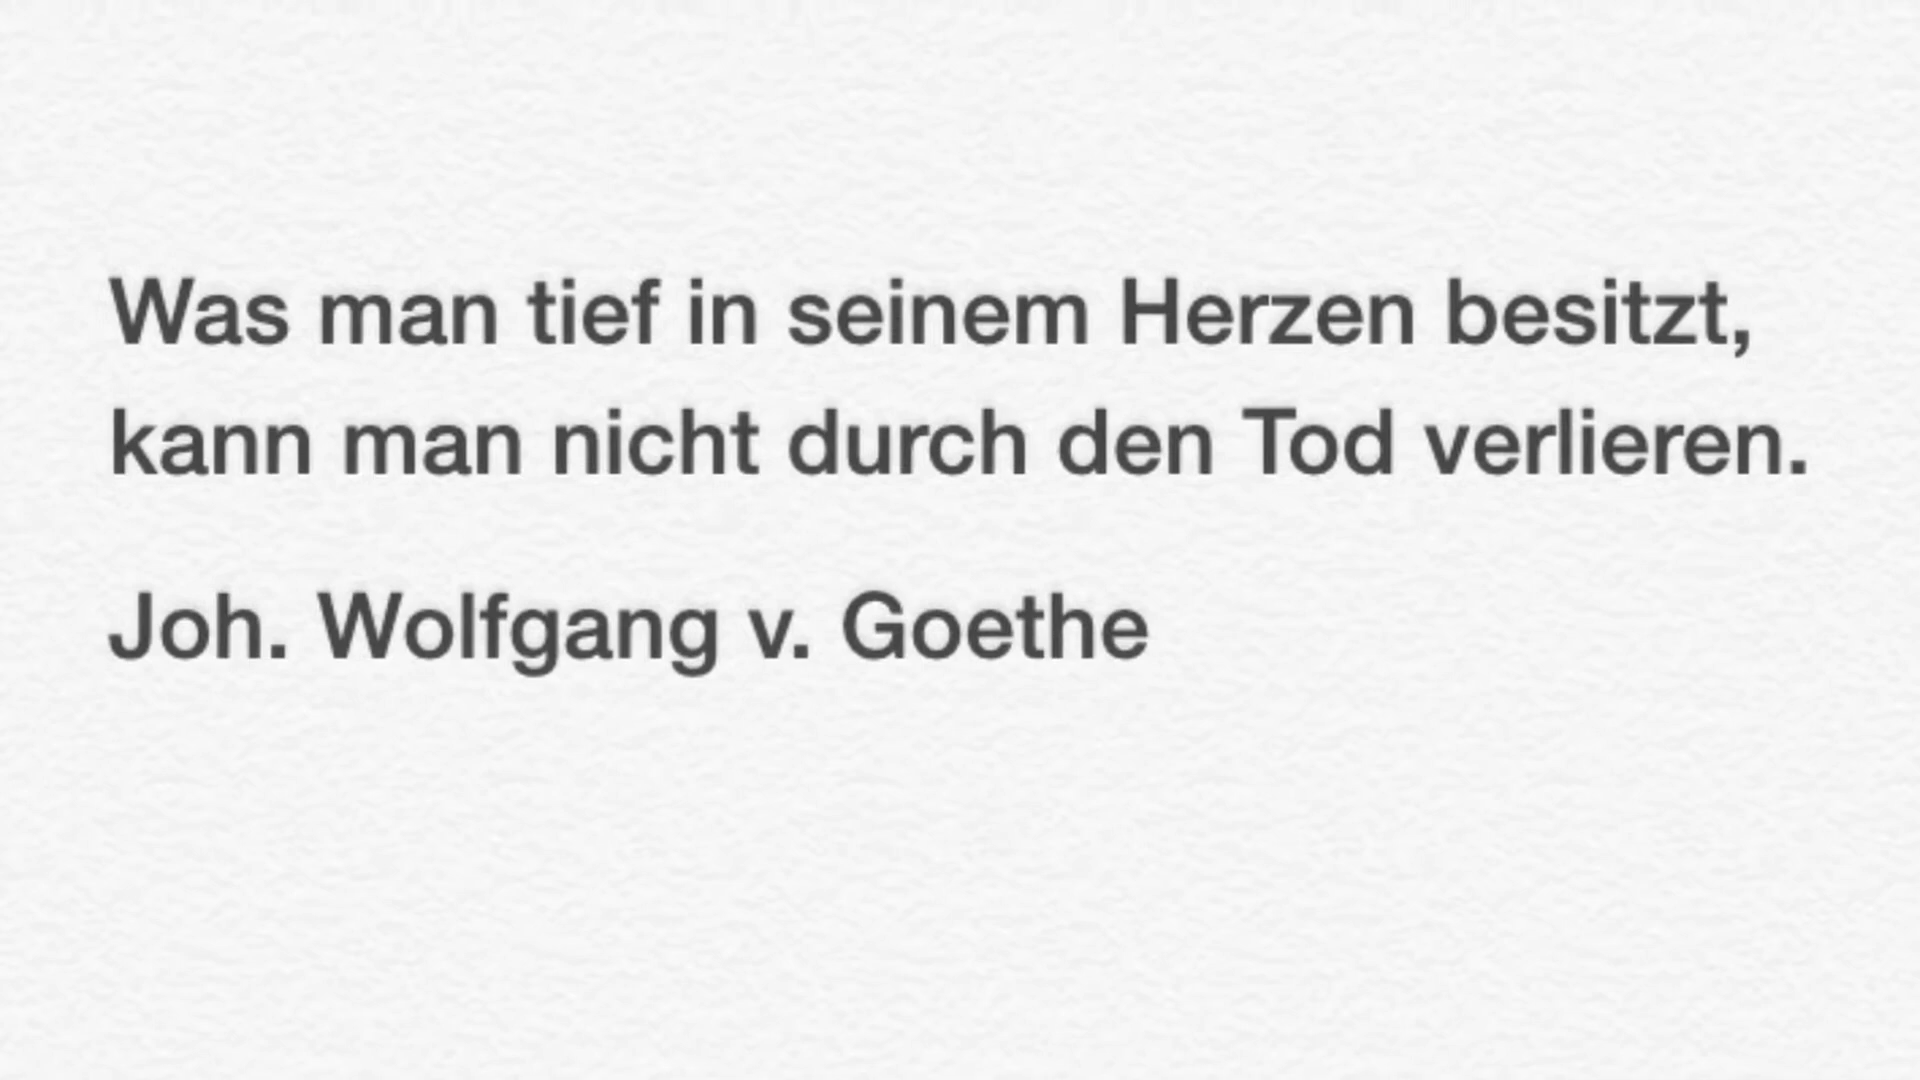 Was man tief in seinem Herzen besitzt,
kann man nicht durch den Tod verlieren.
Joh. Wolfgang v. Goethe